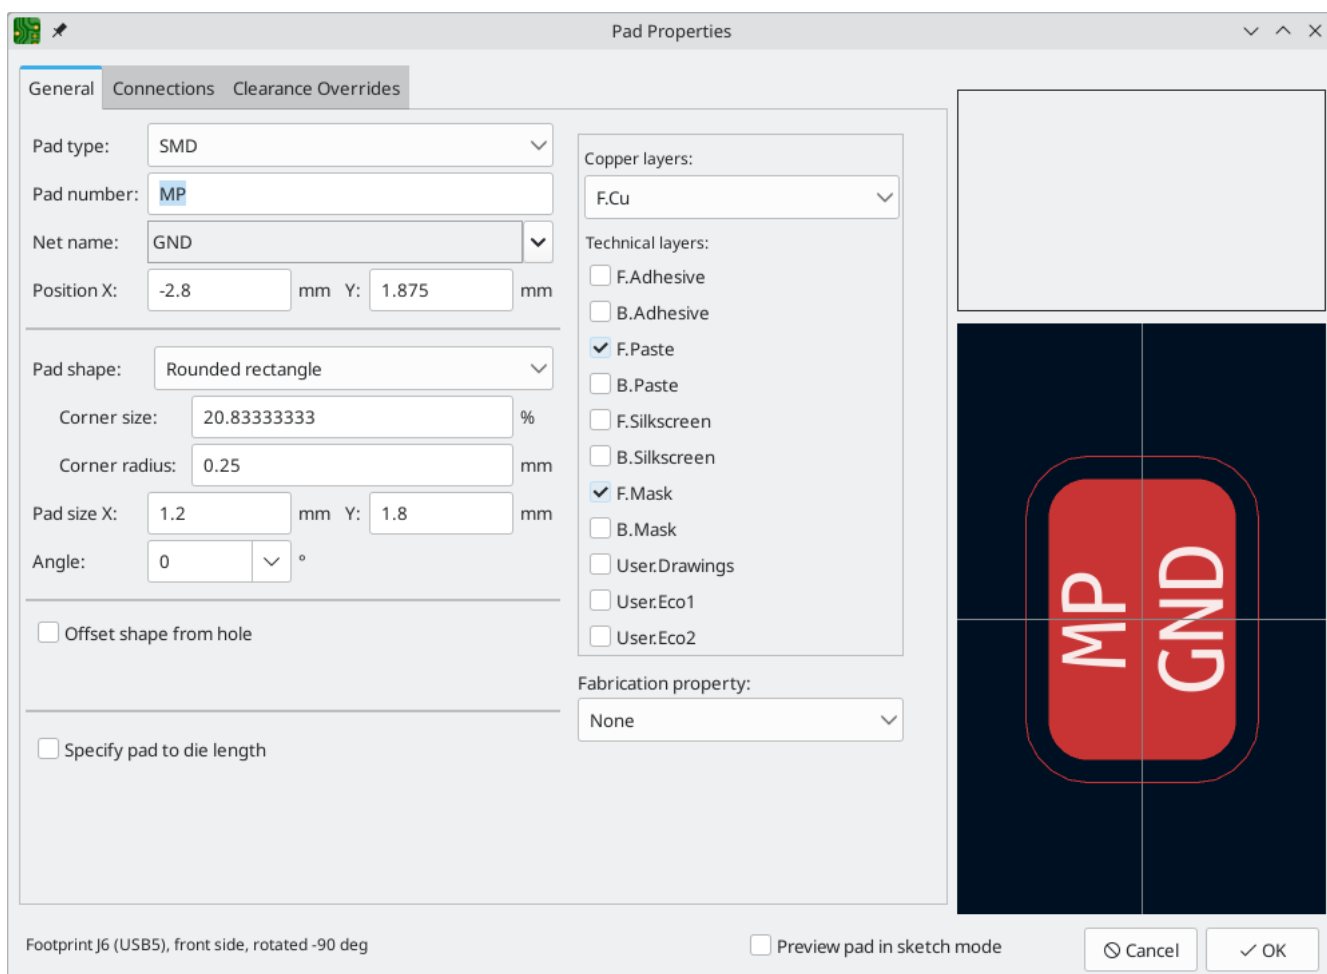 Pad Properties
General Connections Clearance Overrides
Pad type: SMD
Pad number: MP
Net name: GND
Position X: -2.8 mm Y: 1.875 mm
Pad shape: Rounded rectangle
Corner size: 20.83333333 %
Corner radius: 0.25 mm
Pad size X: 1.2 mm Y: 1.8 mm
Angle: 0 °
Offset shape from hole
Specify pad to die length
Copper layers:
F.Cu
Technical layers:
F.Adhesive
B.Adhesive
F.Paste
B.Paste
F.Silkscreen
B.Silkscreen
F.Mask
B.Mask
User.Drawings
User.Eco1
User.Eco2
Fabrication property:
None
MP
GND
Footprint J6 (USB5), front side, rotated -90 deg
Preview pad in sketch mode
Cancel
OK